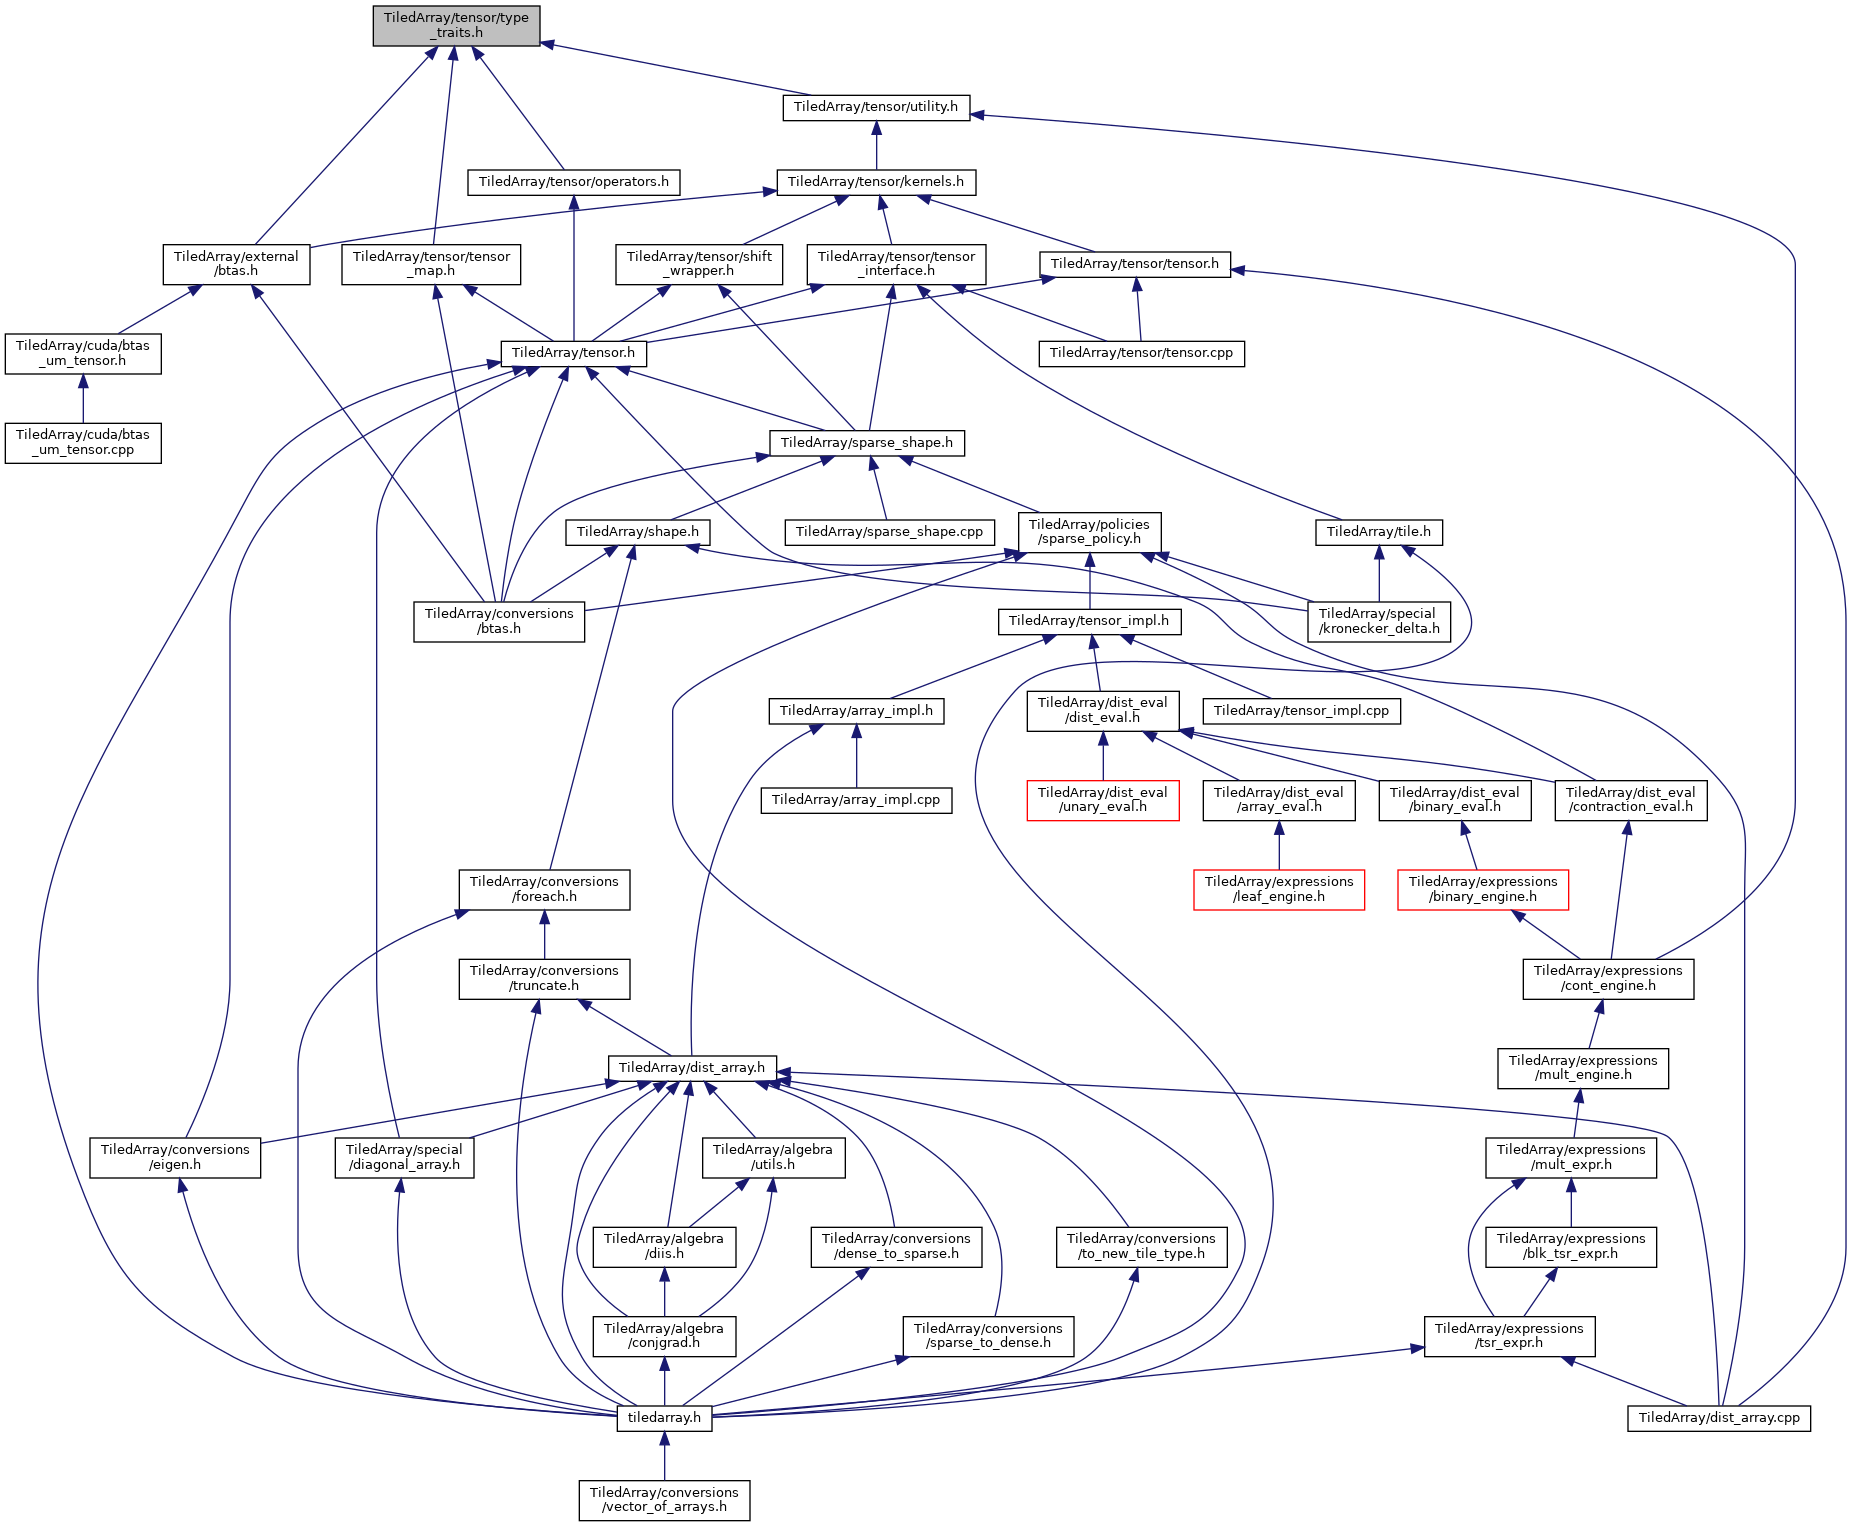 TiledArray/tensor/type
_traits.h
TiledArray/tensor/utility.h
TiledArray/tensor/operators.h
TiledArray/tensor/kernels.h
TiledArray/external
/btas.h
TiledArray/tensor/tensor
_map.h
TiledArray/tensor/shift
_wrapper.h
TiledArray/tensor/tensor
_interface.h
TiledArray/tensor/tensor.h
TiledArray/cuda/btas
_um_tensor.h
TiledArray/tensor.h
TiledArray/tensor/tensor.cpp
TiledArray/cuda/btas
_um_tensor.cpp
TiledArray/sparse_shape.h
TiledArray/shape.h
TiledArray/sparse_shape.cpp
TiledArray/policies
/sparse_policy.h
TiledArray/tile.h
TiledArray/conversions
/btas.h
TiledArray/tensor_impl.h
TiledArray/special
/kronecker_delta.h
TiledArray/array_impl.h
TiledArray/dist_eval
/dist_eval.h
TiledArray/tensor_impl.cpp
TiledArray/array_impl.cpp
TiledArray/dist_eval
/unary_eval.h
TiledArray/dist_eval
/array_eval.h
TiledArray/dist_eval
/binary_eval.h
TiledArray/dist_eval
/contraction_eval.h
TiledArray/conversions
/foreach.h
TiledArray/expressions
/leaf_engine.h
TiledArray/expressions
/binary_engine.h
TiledArray/conversions
/truncate.h
TiledArray/expressions
/cont_engine.h
TiledArray/dist_array.h
TiledArray/expressions
/mult_engine.h
TiledArray/conversions
/eigen.h
TiledArray/special
/diagonal_array.h
TiledArray/algebra
/utils.h
TiledArray/expressions
/mult_expr.h
TiledArray/algebra
/diis.h
TiledArray/conversions
/dense_to_sparse.h
TiledArray/conversions
/to_new_tile_type.h
TiledArray/expressions
/blk_tsr_expr.h
TiledArray/algebra
/conjgrad.h
TiledArray/conversions
/sparse_to_dense.h
TiledArray/expressions
/tsr_expr.h
tiledarray.h
TiledArray/dist_array.cpp
TiledArray/conversions
/vector_of_arrays.h